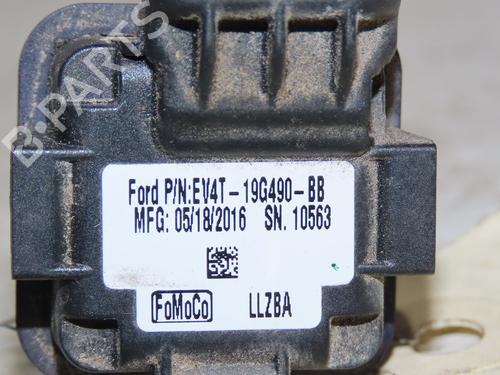 B-PARTS
Ford P/N:EV4T-19G490-BB
MFG: 05/18/2016 SN. 10563
FoMoCo LLZBA